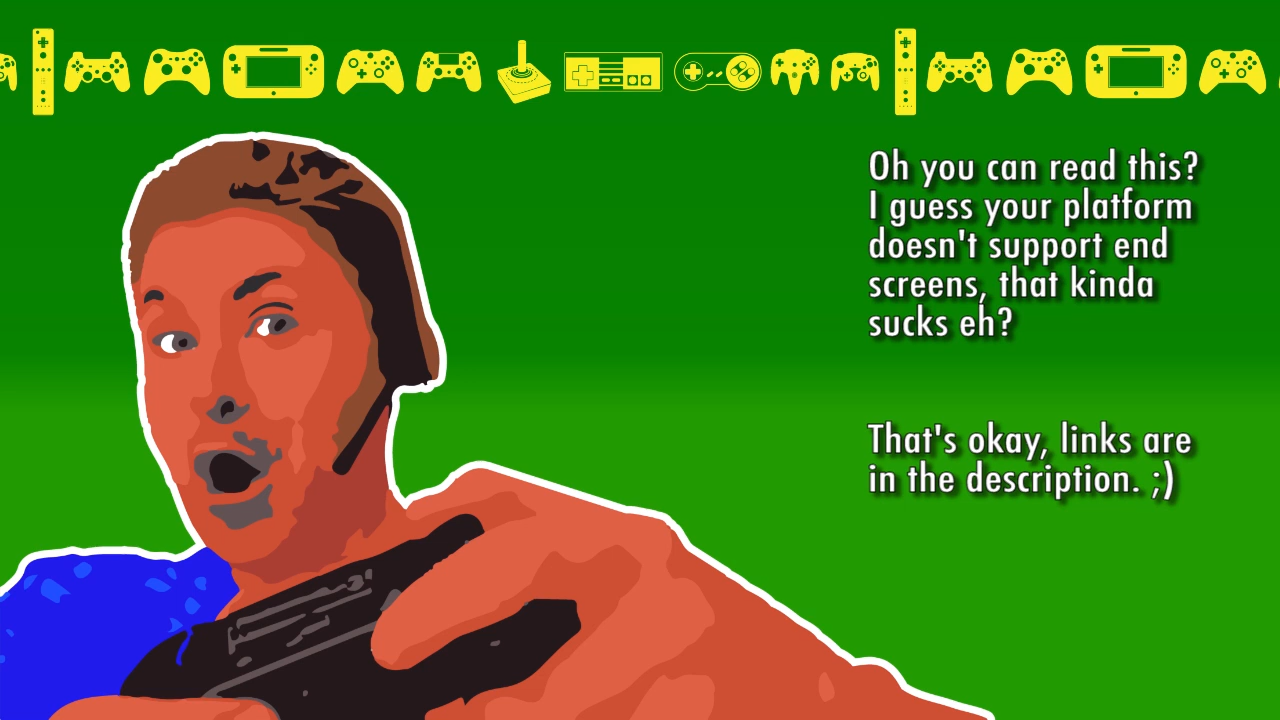 Oh you can read this?
I guess your platform
doesn't support end
screens, that kinda
sucks eh?
That's okay, links are
in the description. ;)